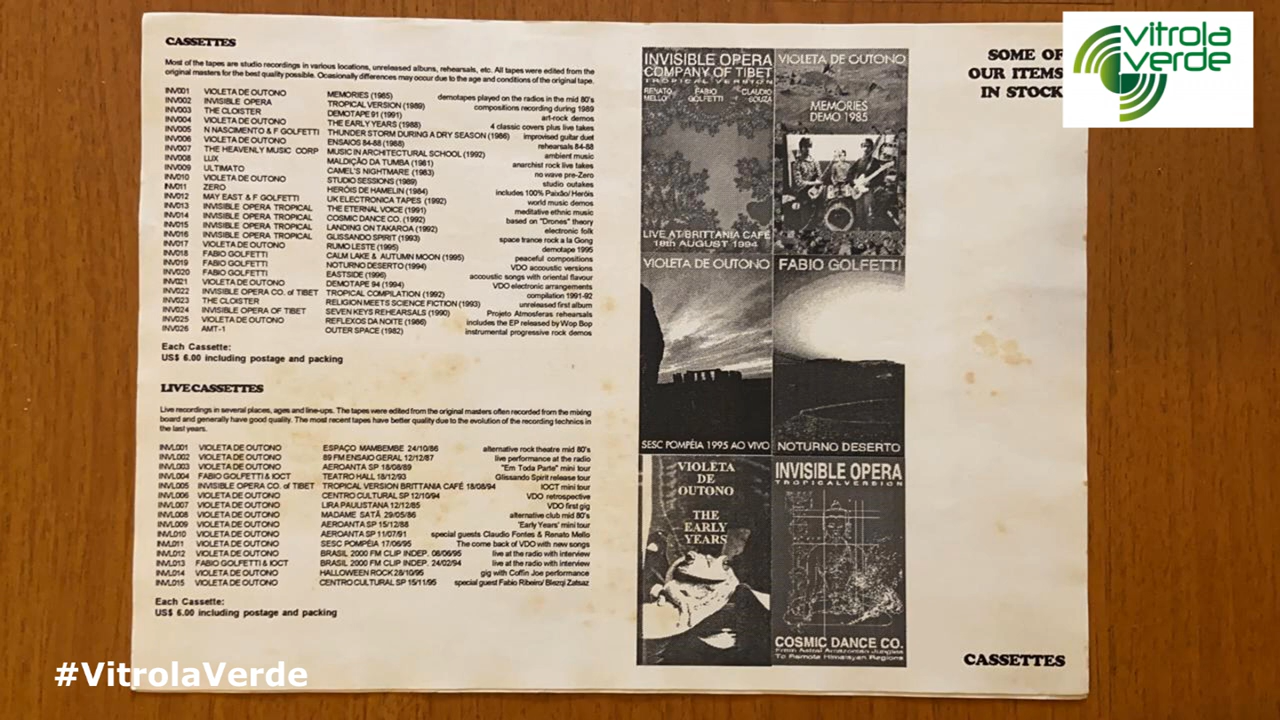 CASSETTES
Most of the tapes are studio recordings in various locations, unreleased albums, rehearsals, etc. All tapes were edited from the
original masters for the best quality possible. Ocasionally differences may occur due to the age and conditions of the original tape.
INV001 VIOLETA DE OUTONO MEMORIES (1985) demotapes played on the radios in the mid 80's
INV002 INVISIBLE OPERA TROPICAL VERSION (1989) compositions recording during 1989
INV003 THE CLOISTER DEMOTAPE 91 (1991) art-rock demos
INV004 VIOLETA DE OUTONO THE EARLY YEARS (1988) 4 classic covers plus live takes
INV005 N NASCIMENTO & F GOLFETTI THUNDER STORM DURING A DRY SEASON (1986) improvised guitar duet
INV006 VIOLETA DE OUTONO ENSAIOS 84-88 (1988) rehearsals 84-88
INV007 THE HEAVENLY MUSIC CORP MUSIC IN ARCHITECTURAL SCHOOL (1992) ambient music
INV008 LUX MALDIÇÃO DA TUMBA (1981) anarchist rock live takes
INV009 ULTIMATO CAMEL'S NIGHTMARE (1983) no wave pre-Zero
INV010 VIOLETA DE OUTONO STUDIO SESSIONS (1989) studio outakes
INV011 ZERO HERÓIS DE HAMELIN (1984) includes 100% Paixão/ Heróis
INV012 MAY EAST & F. GOLFETTI UK ELECTRONICA TAPES (1992) world music demos
INV013 INVISIBLE OPERA TROPICAL THE ETERNAL VOICE (1991) meditative ethnic music
INV014 INVISIBLE OPERA TROPICAL COSMIC DANCE CO. (1992) based on "Drones" theory
INV015 INVISIBLE OPERA TROPICAL LANDING ON TAKAROA (1992) electronic folk
INV016 INVISIBLE OPERA TROPICAL GLISSANDO SPIRIT (1993) space trance rock a la Gong
INV017 VIOLETA DE OUTONO RUMO LESTE (1995) demotape 1995
INV018 FABIO GOLFETTI CALM LAKE & AUTUMN MOON (1995) peaceful compositions
INV019 FABIO GOLFETTI NOTURNO DESERTO (1994) VDO accoustic versions
INV020 FABIO GOLFETTI EASTSIDE (1996) accoustic songs with oriental flavour
INV021 VIOLETA DE OUTONO DEMOTAPE 94 (1994) VDO electronic arrangements
INV022 INVISIBLE OPERA CO. of TIBET TROPICAL COMPILATION (1992) compilation 1991-92
INV023 THE CLOISTER RELIGION MEETS SCIENCE FICTION (1993) unreleased first album
INV024 INVISIBLE OPERA OF TIBET SEVEN KEYS REHEARSALS (1990) Projeto Atmosferas rehearsals
INV025 VIOLETA DE OUTONO REFLEXOS DA NOITE (1986) includes the EP released by Wop Bop
INV026 AMT-1 OUTER SPACE (1982) instrumental progressive rock demos
Each Cassette:
US$ 6.00 including postage and packing
LIVE CASSETTES
Live recordings in several places, ages and line-ups. The tapes were edited from the original masters often recorded from the mixing
board and generally have good quality. The most recent tapes have better quality due to the evolution of the recording technics in
the last years.
INVL001 VIOLETA DE OUTONO ESPAÇO MAMBEMBE 24/10/86 alternative rock theatre mid 80's
INVL002 VIOLETA DE OUTONO 89 FM ENSAIO GERAL 12/12/87 live performance at the radio
INVL003 VIOLETA DE OUTONO AEROANTA SP 18/08/89 "Em Toda Parte" mini tour
INVL004 FABIO GOLFETTI & IOCT TEATRO HALL 18/12/93 Glissando Spirit release tour
INVL005 INVISIBLE OPERA CO. of TIBET TROPICAL VERSION BRITTANIA CAFÉ 18/08/94 IOCT mini tour
INVL006 VIOLETA DE OUTONO CENTRO CULTURAL SP 12/10/94 VDO retrospective
INVL007 VIOLETA DE OUTONO LIRA PAULISTANA 12/12/85 VDO first gig
INVL008 VIOLETA DE OUTONO MADAME SATÃ 29/05/86 alternative club mid 80's
INVL009 VIOLETA DE OUTONO AEROANTA SP 15/12/88 'Early Years' mini tour
INVL010 VIOLETA DE OUTONO AEROANTA SP 11/07/91 special guests Claudio Fontes & Renato Mello
INVL011 VIOLETA DE OUTONO SESC POMPÉIA 17/06/95 The come back of VDO with new songs
INVL012 VIOLETA DE OUTONO BRASIL 2000 FM CLIP INDEP. 08/06/95 live at the radio with interview
INVL013 FABIO GOLFETTI & IOCT BRASIL 2000 FM CLIP INDEP. 24/02/94 live at the radio with interview
INVL014 VIOLETA DE OUTONO HALLOWEEN ROCK 28/10/95 gig with Coffin Joe performance
INVL015 VIOLETA DE OUTONO CENTRO CULTURAL SP 15/11/95 special guest Fabio Ribeiro/ Blezqi Zatsaz
Each Cassette:
US$ 6.00 including postage and packing
INVISIBLE OPERA
COMPANY OF TIBET
TROPICAL VERSION
RENATO MELLO FABIO GOLFETTI CLAUDIO SOUZA
LIVE AT BRITTANIA CAFÉ
18th AUGUST 1994
VIOLETA DE OUTONO
MEMORIES
DEMO 1985
VIOLETA DE OUTONO
SESC POMPÉIA 1995 AO VIVO
FABIO GOLFETTI
NOTURNO DESERTO
VIOLETA
DE
OUTONO
THE
EARLY
YEARS
INVISIBLE OPERA
TROPICAL VERSION
COSMIC DANCE CO.
From Astral Amazonian Jungles
To Remote Himalayan Regions
SOME OF
OUR ITEMS
IN STOCK
CASSETTES
vitrola
verde
#VitrolaVerde